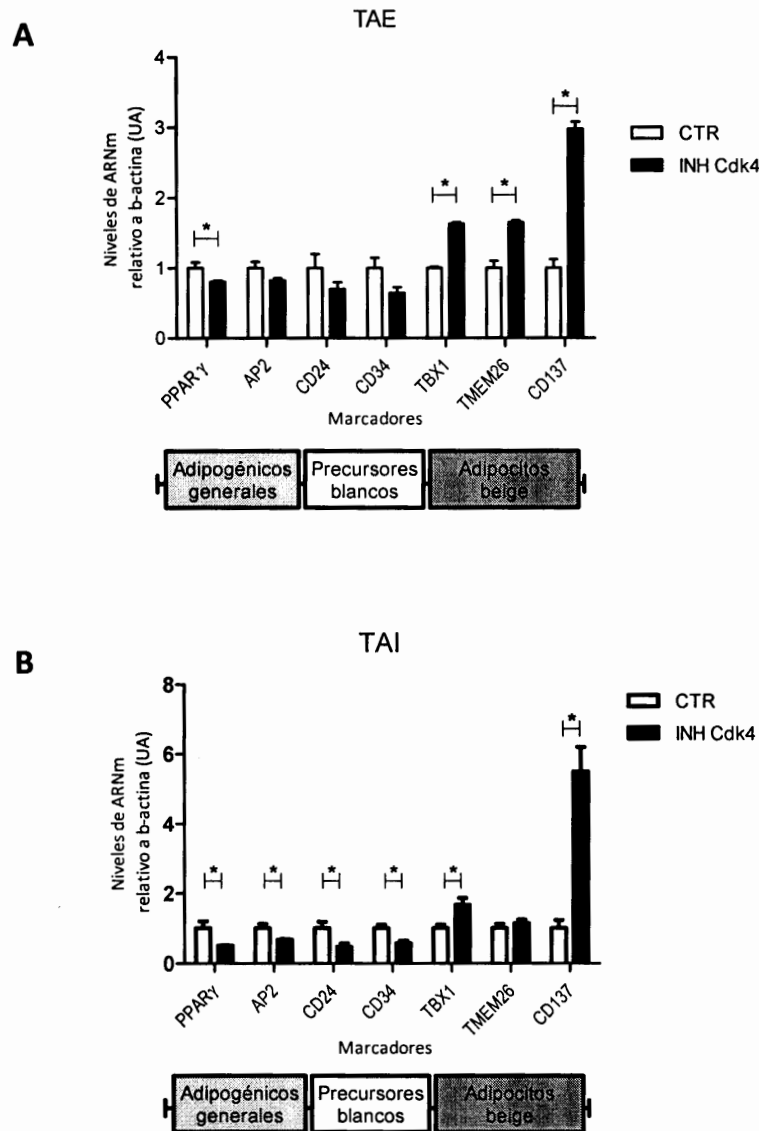 A
TAE
Niveles de ARNm
relativo a b-actina (UA)
4
3
2
1
0
*
*
*
*
CTR
INH Cdk4
PPARγ
AP2
CD24
CD34
TBX1
TMEM26
CD137
Marcadores
Adipogénicos
generales
Precursores
blancos
Adipocitos
beige
B
TAI
Niveles de ARNm
relativo a b-actina (UA)
8
6
4
2
0
*
*
*
*
*
*
CTR
INH Cdk4
PPARγ
AP2
CD24
CD34
TBX1
TMEM26
CD137
Marcadores
Adipogénicos
generales
Precursores
blancos
Adipocitos
beige